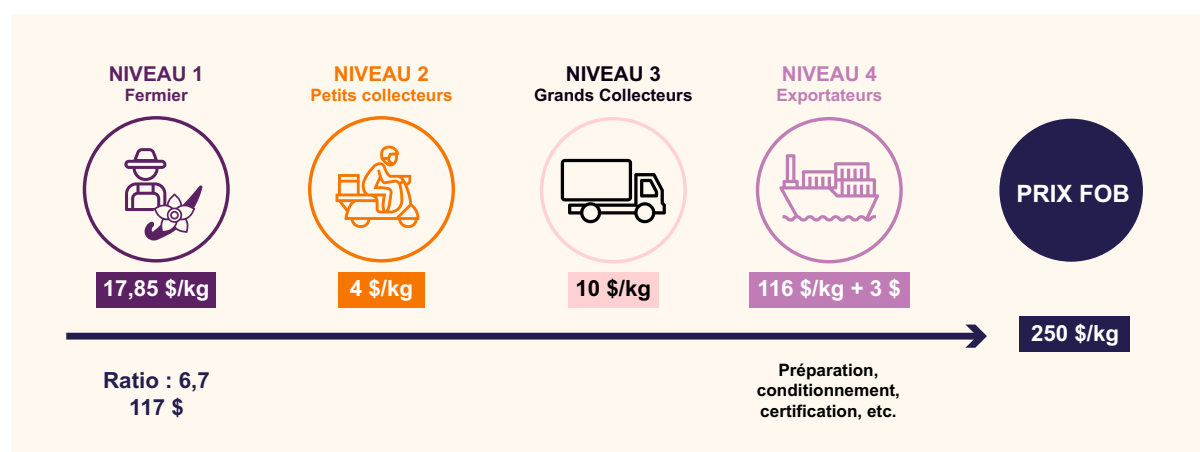 NIVEAU 1
Fermier
17,85 $/kg
NIVEAU 2
Petits collecteurs
4 $/kg
NIVEAU 3
Grands Collecteurs
10 $/kg
NIVEAU 4
Exportateurs
116 $/kg + 3 $
PRIX FOB
250 $/kg
Ratio : 6,7
117 $
Préparation,
conditionnement,
certification, etc.